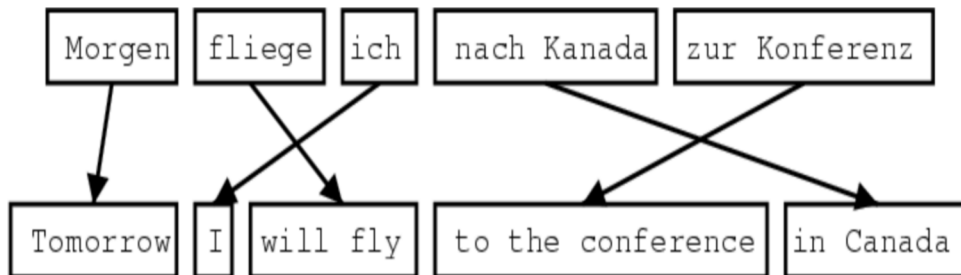 Morgen fliege ich nach Kanada zur Konferenz
Tomorrow I will fly to the conference in Canada